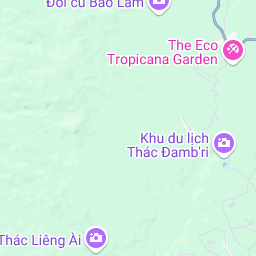 Đồi cù Bảo Lâm
The Eco
Tropicana Garden
Khu du lịch
Thác Đamb'ri
Thác Liêng Ài